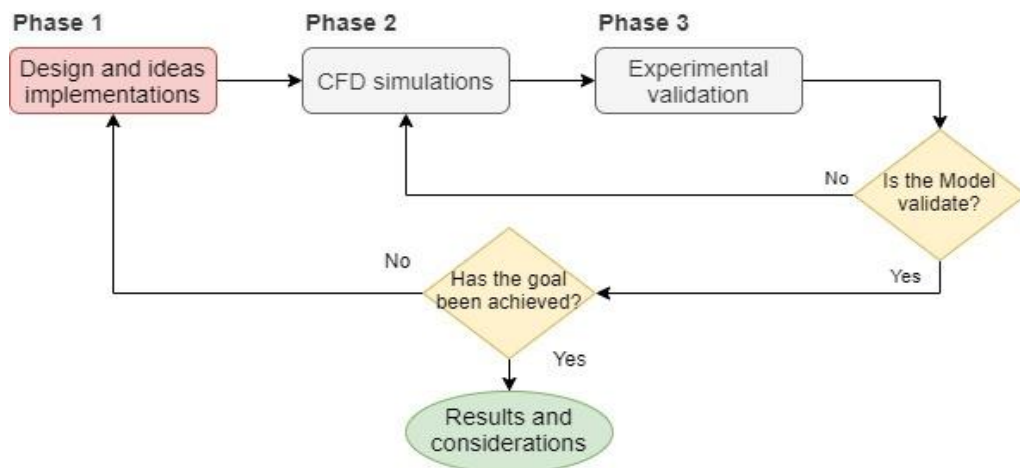 Phase 1
Phase 2
Phase 3
Design and ideas
implementations
CFD simulations
Experimental
validation
No
Is the Model
validate?
No
Yes
Has the goal
been achieved?
Yes
Results and
considerations